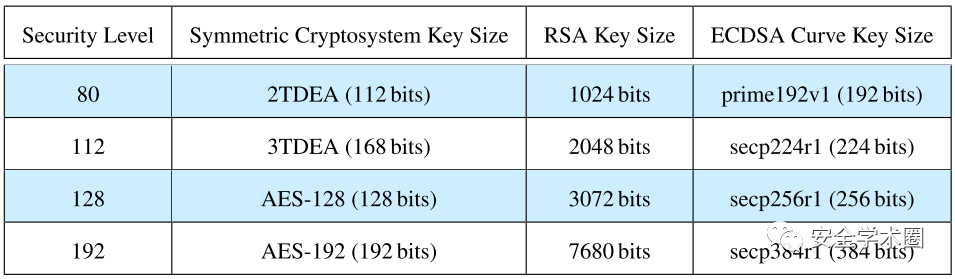 Security Level Symmetric Cryptosystem Key Size RSA Key Size ECDSA Curve Key Size
80 2TDEA (112 bits) 1024 bits prime192v1 (192 bits)
112 3TDEA (168 bits) 2048 bits secp224r1 (224 bits)
128 AES-128 (128 bits) 3072 bits secp256r1 (256 bits)
192 AES-192 (192 bits) 7680 bits secp384r1 (384 bits)
安全学术圈